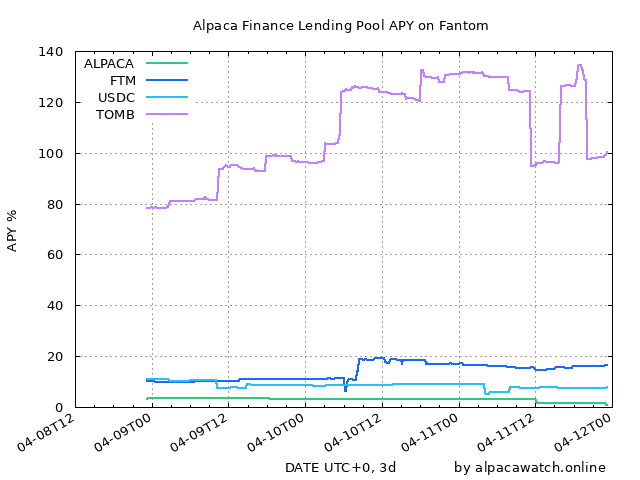 Alpaca Finance Lending Pool APY on Fantom
140
120
100
80
60
40
20
0
APY %
ALPACA
FTM
USDC
TOMB
04-08T12
04-09T00
04-09T12
04-10T00
04-10T12
04-11T00
04-11T12
04-12T00
DATE UTC+0, 3d
by alpacawatch.online